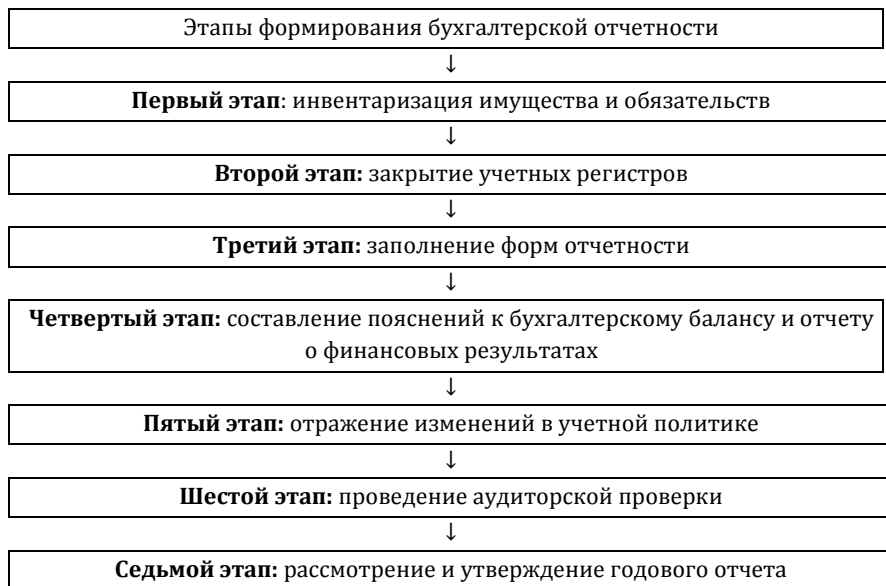 Этапы формирования бухгалтерской отчетности
↓
Первый этап: инвентаризация имущества и обязательств
↓
Второй этап: закрытие учетных регистров
↓
Третий этап: заполнение форм отчетности
↓
Четвертый этап: составление пояснений к бухгалтерскому балансу и отчету
о финансовых результатах
↓
Пятый этап: отражение изменений в учетной политике
↓
Шестой этап: проведение аудиторской проверки
↓
Седьмой этап: рассмотрение и утверждение годового отчета